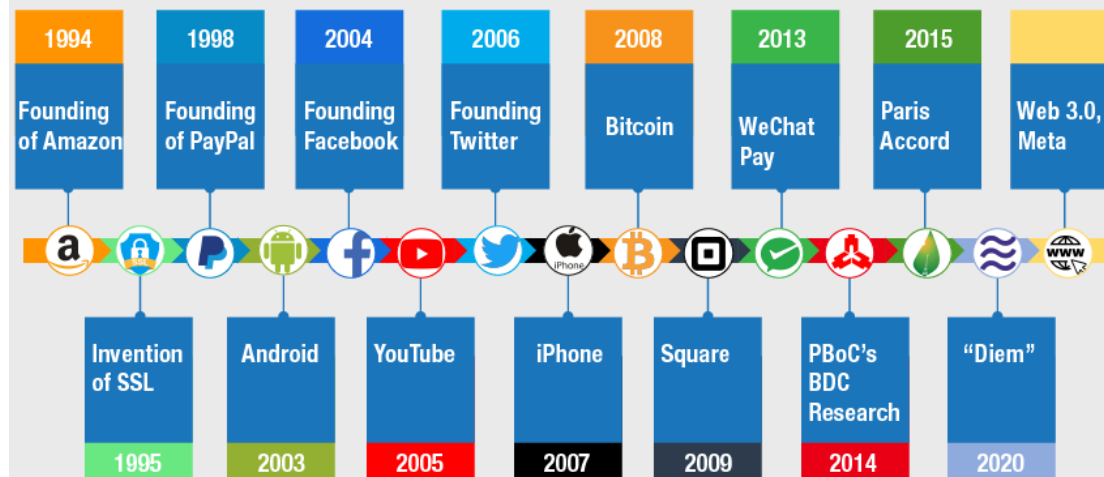 1994
1998
2004
2006
2008
2013
2015
Founding
of Amazon
Founding
of PayPal
Founding
Facebook
Founding
Twitter
Bitcoin
WeChat
Pay
Paris
Accord
Web 3.0,
Meta
a
SSL
iPhone
www
Invention
of SSL
Android
YouTube
iPhone
Square
PBoC's
BDC
Research
“Diem”
1995
2003
2005
2007
2009
2014
2020